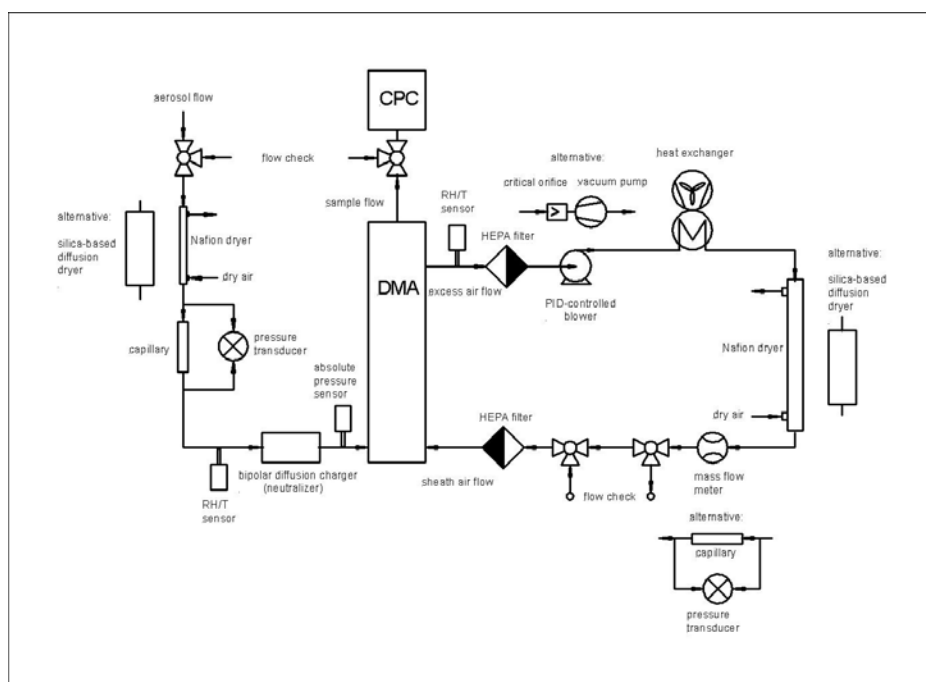 CPC
aerosol flow
flow check
sample flow
alternative:
critical orifice vacuum pump
heat exchanger
RH/T
sensor
HEPA filter
alternative:
silica-based
diffusion
dryer
Nafion dryer
dry air
DMA
excess air flow
PID-controlled
blower
alternative:
silica-based
diffusion
dryer
Nafion dryer
dry air
capillary
pressure
transducer
absolute
pressure
sensor
HEPA filter
sheath air flow
flow check
mass flow
meter
bipolar diffusion charger
(neutralizer)
RH/T
sensor
alternative:
capillary
pressure
transducer